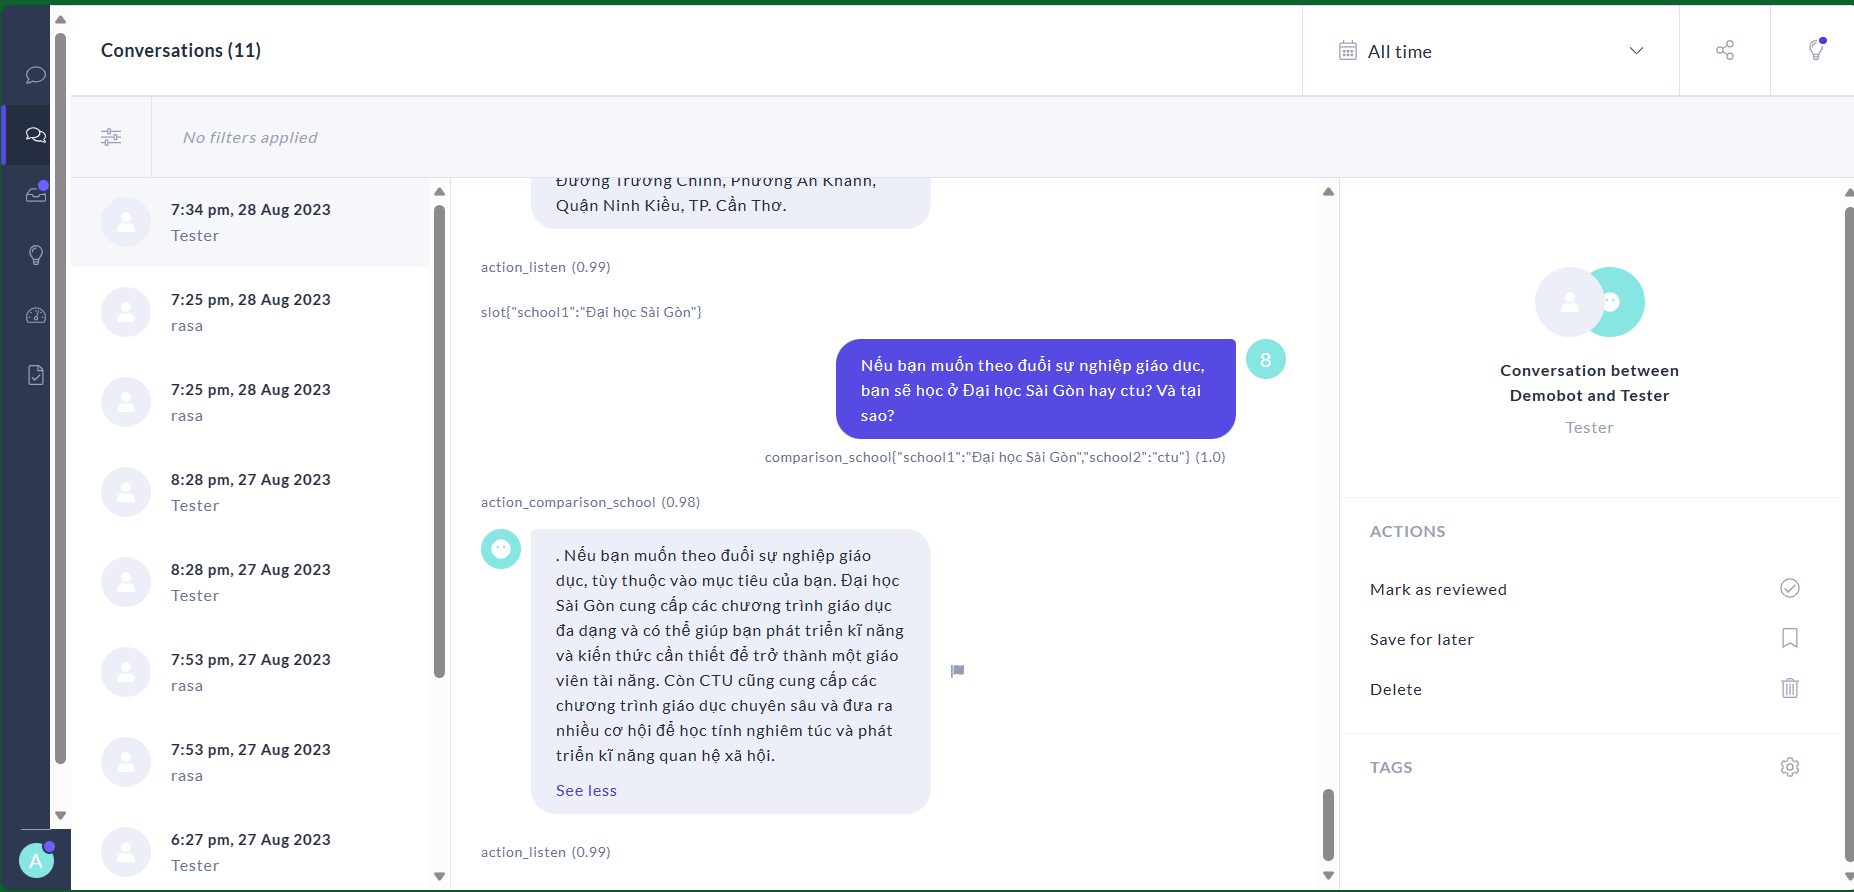 Conversations (11)
All time
No filters applied
7:34 pm, 28 Aug 2023
Tester
7:25 pm, 28 Aug 2023
rasa
7:25 pm, 28 Aug 2023
rasa
8:28 pm, 27 Aug 2023
Tester
8:28 pm, 27 Aug 2023
Tester
7:53 pm, 27 Aug 2023
rasa
7:53 pm, 27 Aug 2023
rasa
6:27 pm, 27 Aug 2023
Tester
A
Đường Trường Chinh, Phường An Khánh,
Quận Ninh Kiều, TP. Cần Thơ.
action_listen (0.99)
slot{"school1":"Đại học Sài Gòn"}
Nếu bạn muốn theo đuổi sự nghiệp giáo dục,
bạn sẽ học ở Đại học Sài Gòn hay ctu? Và tại
sao?
8
comparison_school{"school1":"Đại học Sài Gòn","school2":"ctu"} (1.0)
action_comparison_school (0.98)
. Nếu bạn muốn theo đuổi sự nghiệp giáo
dục, tùy thuộc vào mục tiêu của bạn. Đại học
Sài Gòn cung cấp các chương trình giáo dục
đa dạng và có thể giúp bạn phát triển kĩ năng
và kiến thức cần thiết để trở thành một giáo
viên tài năng. Còn CTU cũng cung cấp các
chương trình giáo dục chuyên sâu và đưa ra
nhiều cơ hội để học tính nghiêm túc và phát
triển kĩ năng quan hệ xã hội.
See less
action_listen (0.99)
Conversation between
Demobot and Tester
Tester
ACTIONS
Mark as reviewed
Save for later
Delete
TAGS